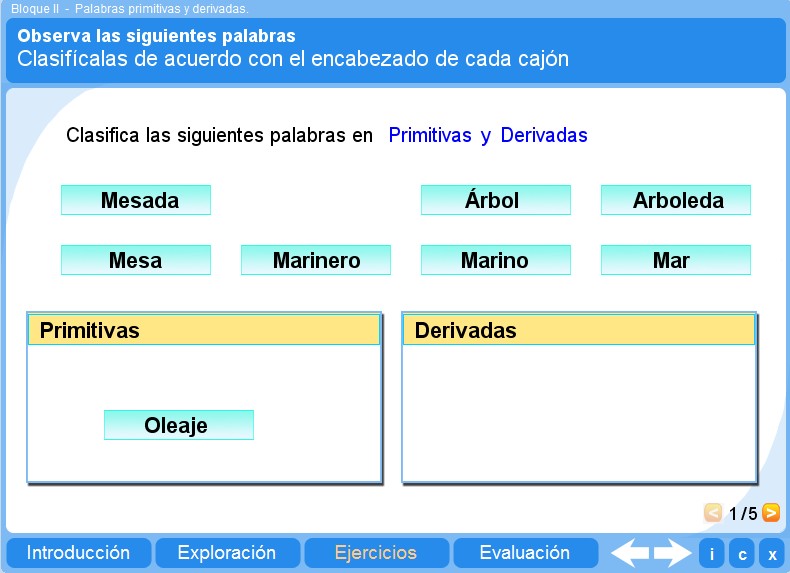 Bloque II - Palabras primitivas y derivadas.
Observa las siguientes palabras
Clasifícalas de acuerdo con el encabezado de cada cajón
Clasifica las siguientes palabras en Primitivas y Derivadas
Mesada Árbol Arboleda
Mesa Marinero Marino Mar
Primitivas Derivadas
Oleaje
< 1/5 >
Introducción Exploración Ejercicios Evaluación i c x